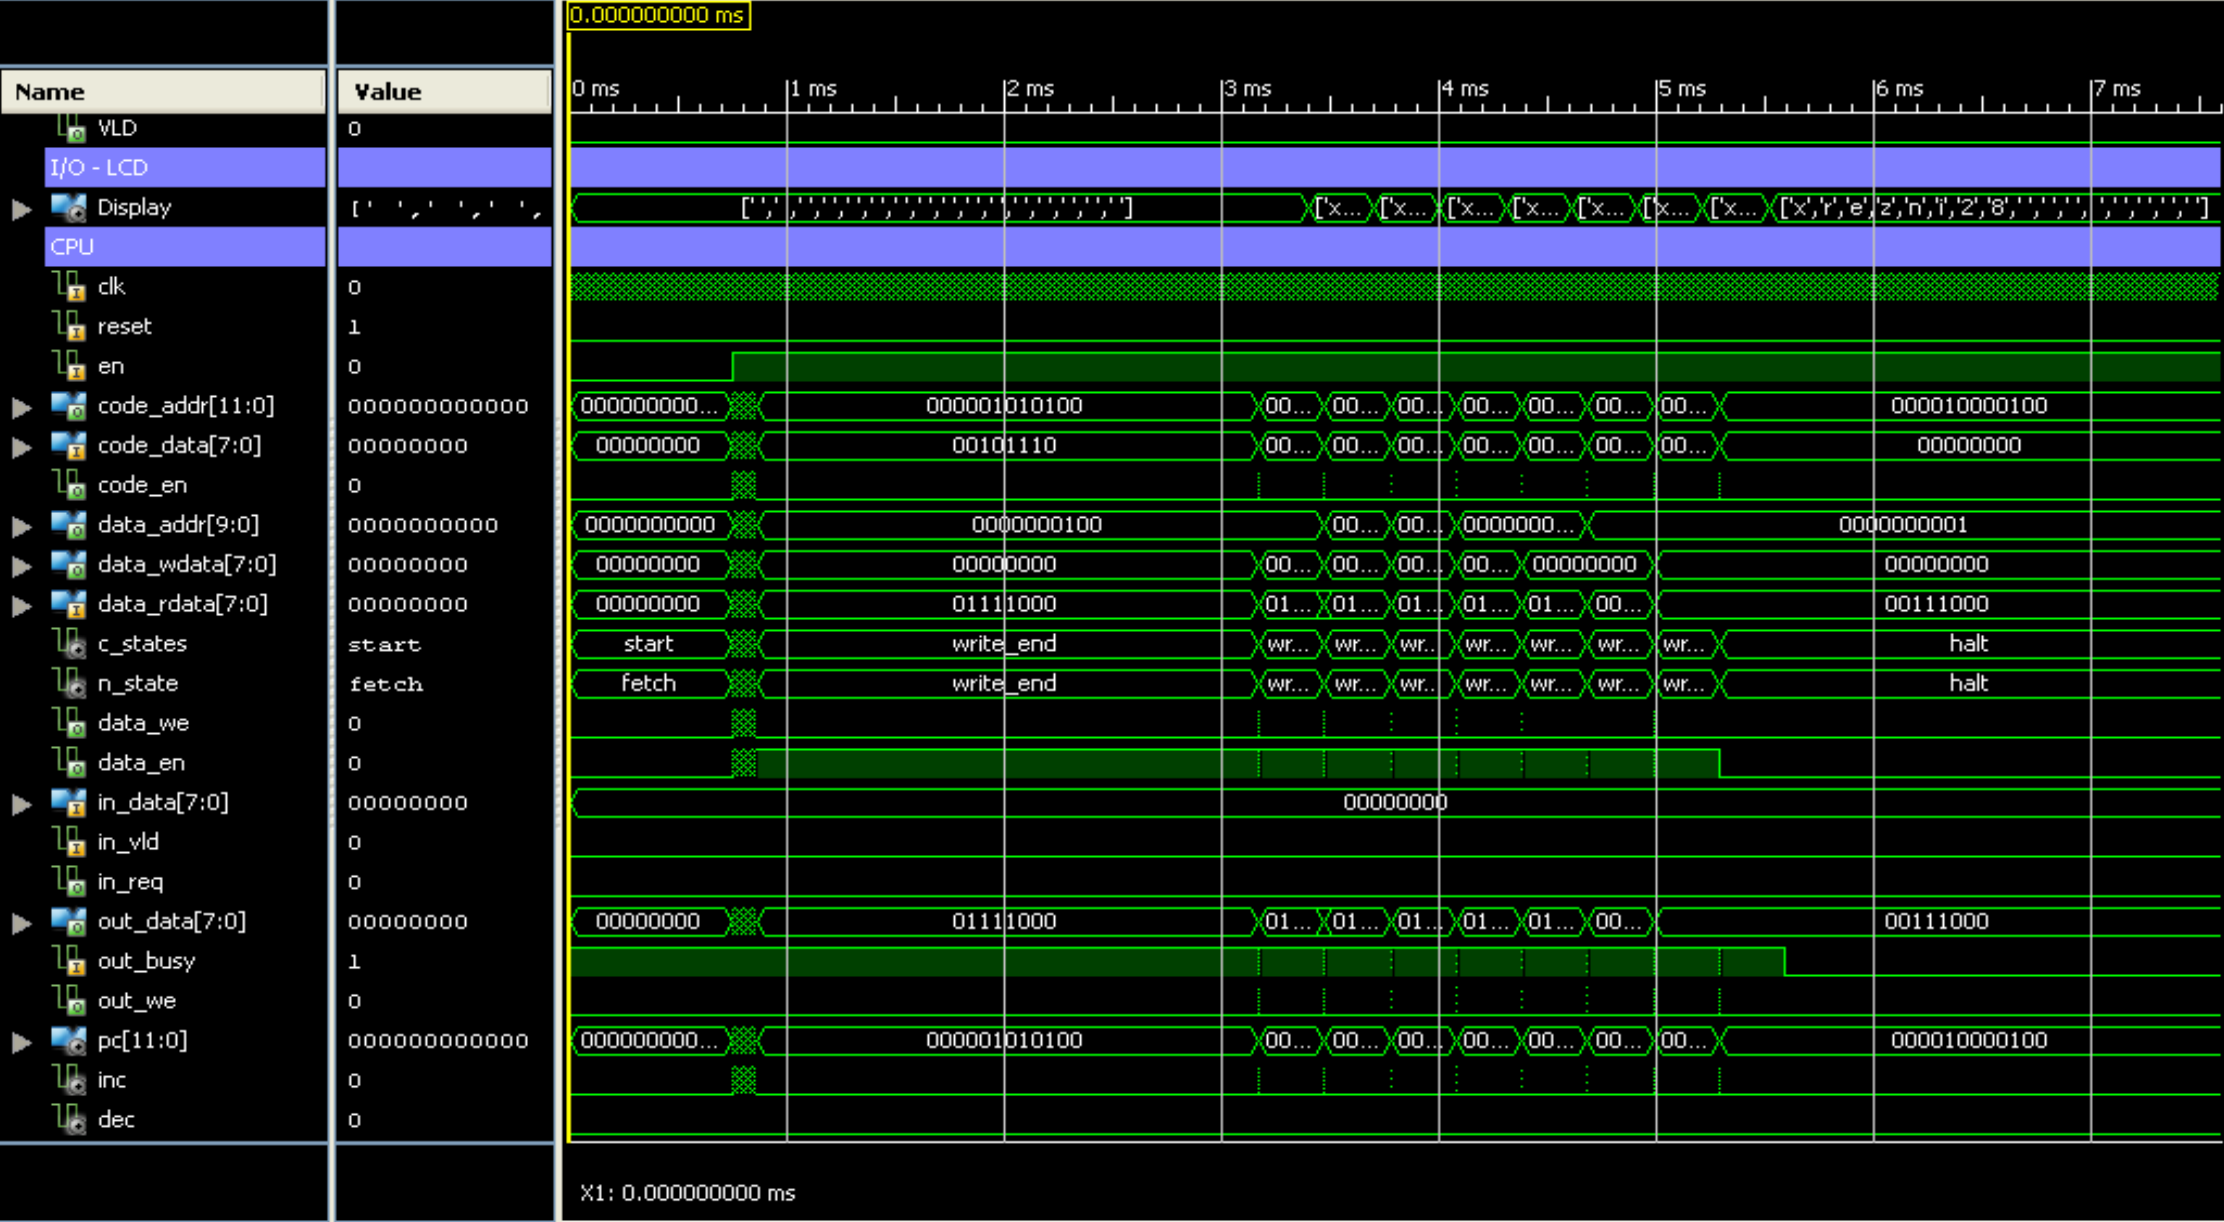 0.000000000 ms
Name Value 0 ms 1 ms 2 ms 3 ms 4 ms 5 ms 6 ms 7 ms
VLD 0
I/O - LCD
Display [' ',' ',' ', [' ',' ',' ',' ',' ',' ',' ',' ',' ',' ',' ',' ',' ',' ',' ',' '] ['x... ['x... ['x... ['x... ['x... ['x... ['x... ['x','r','e','z','n','i','2','8',' ',' ',' ',' ',' ',' ',' ',' ']
CPU
clk 0
reset 1
en 0
code_addr[11:0] 000000000000 000000000... 000001010100 00... 00... 00... 00... 00... 00... 00... 000010000100
code_data[7:0] 00000000 00000000 00101110 00... 00... 00... 00... 00... 00... 00... 00000000
code_en 0
data_addr[9:0] 0000000000 0000000000 0000000100 00... 00... 0000000... 0000000001
data_wdata[7:0] 00000000 00000000 00000000 00... 00... 00... 00... 00000000 00000000
data_rdata[7:0] 00000000 00000000 01111000 01... 01... 01... 01... 01... 00... 00111000
c_states start start write_end wr... wr... wr.. wr... wr... wr... wr... halt
n_state fetch fetch write_end wr... wr... wr.. wr... wr... wr... wr... halt
data_we 0
data_en 0
in_data[7:0] 00000000 00000000
in_vld 0
in_req 0
out_data[7:0] 00000000 00000000 01111000 01... 01... 01... 01... 01... 00... 00111000
out_busy 1
out_we 0
pc[11:0] 000000000000 000000000... 000001010100 00... 00... 00... 00... 00... 00... 00... 000010000100
inc 0
dec 0
X1: 0.000000000 ms